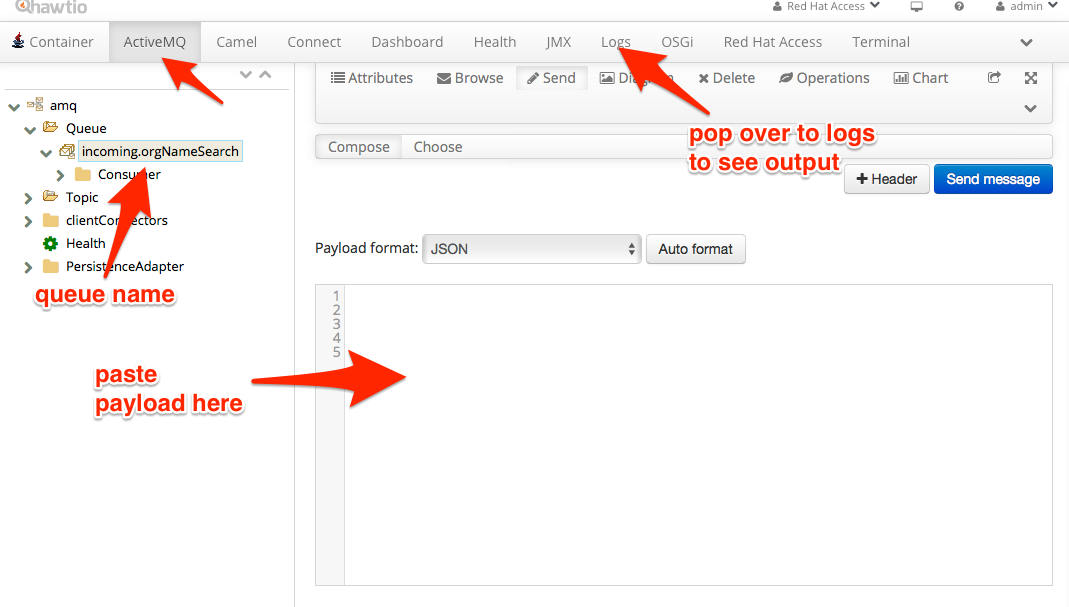 hawtio
Red Hat Access
admin
Container
ActiveMQ
Camel
Connect
Dashboard
Health
JMX
Logs
OSGi
Red Hat Access
Terminal
Attributes
Browse
Send
Diagram
Delete
Operations
Chart
amq
Queue
incoming.orgNameSearch
Consumer
Topic
clientConnectors
Health
PersistenceAdapter
queue name
pop over to logs
to see output
Compose
Choose
+ Header
Send message
Payload format:
JSON
Auto format
1
2
3
4
5
paste
payload here